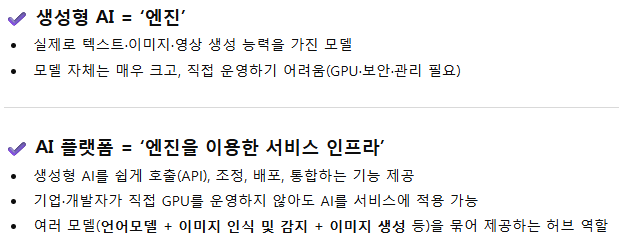 생성형 AI = ‘엔진’
• 실제로 텍스트·이미지·영상 생성 능력을 가진 모델
• 모델 자체는 매우 크고, 직접 운영하기 어려움(GPU·보안·관리 필요)
AI 플랫폼 = ‘엔진을 이용한 서비스 인프라’
• 생성형 AI를 쉽게 호출(API), 조정, 배포, 통합하는 기능 제공
• 기업·개발자가 직접 GPU를 운영하지 않아도 AI를 서비스에 적용 가능
• 여러 모델(언어모델 + 이미지 인식 및 감지 + 이미지 생성 등)을 묶어 제공하는 허브 역할